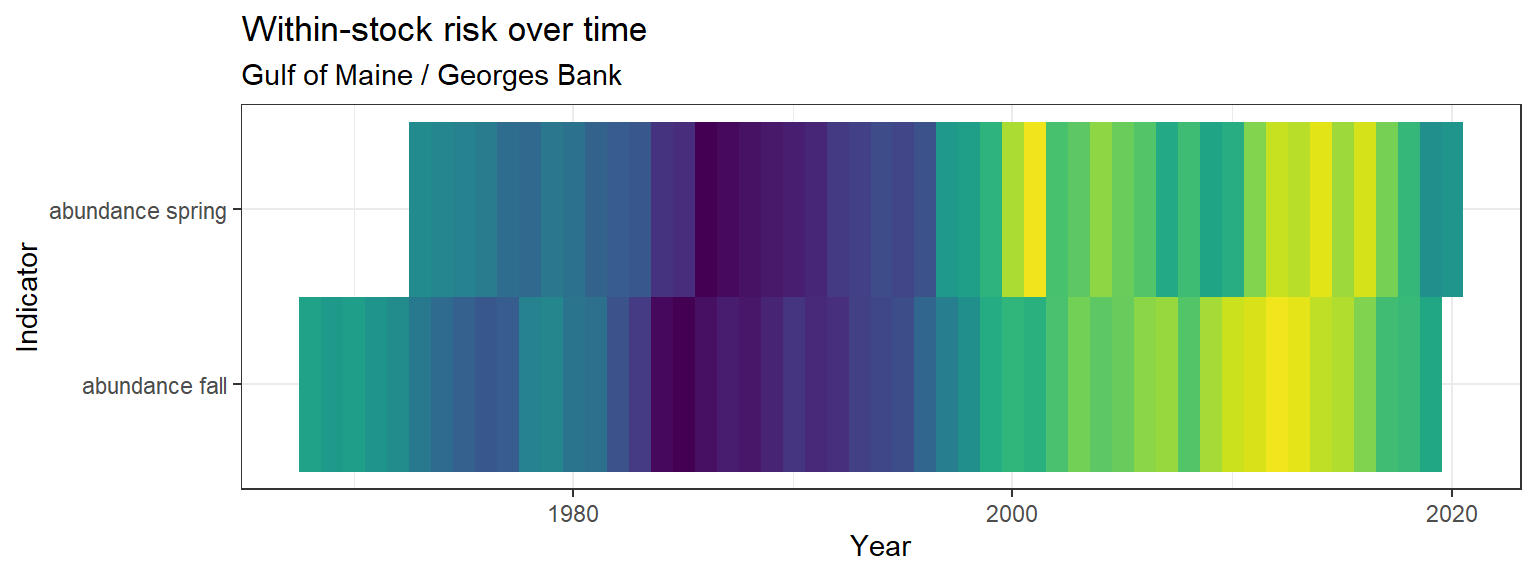 Within-stock risk over time
Gulf of Maine / Georges Bank
Indicator
abundance spring
abundance fall
1980 2000 2020
Year